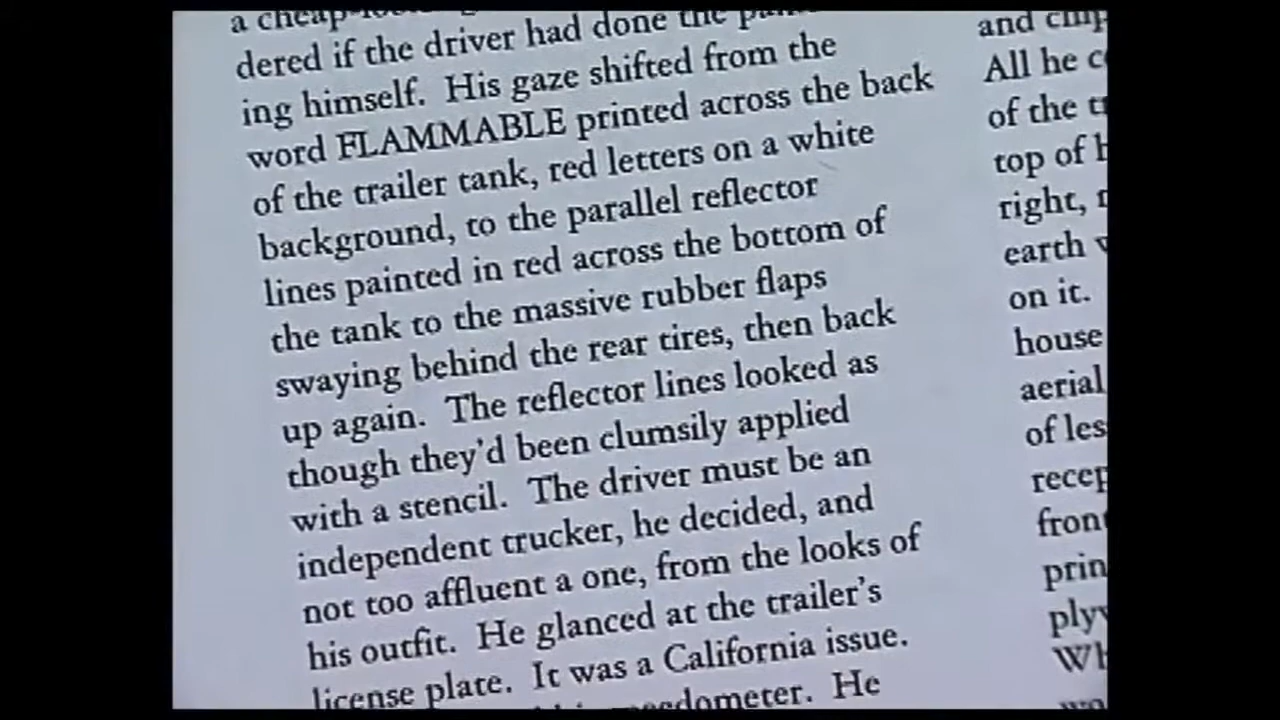 a
dered if the driver had done the
ing himself. His gaze shifted from the
word FLAMMABLE printed across the back
of the trailer tank, red letters on a white
background, to the parallel reflector
lines painted in red across the bottom of
the tank to the massive rubber flaps
swaying behind the rear tires, then back
up again. The reflector lines looked as
though they'd been clumsily applied
with a stencil. The driver must be an
independent trucker, he decided, and
not too affluent a one, from the looks of
his outfit. He glanced at the trailer's
license plate. It was a California issue.
He
and
All he
of the
top of
right,
earth
on it.
house
aerial
of